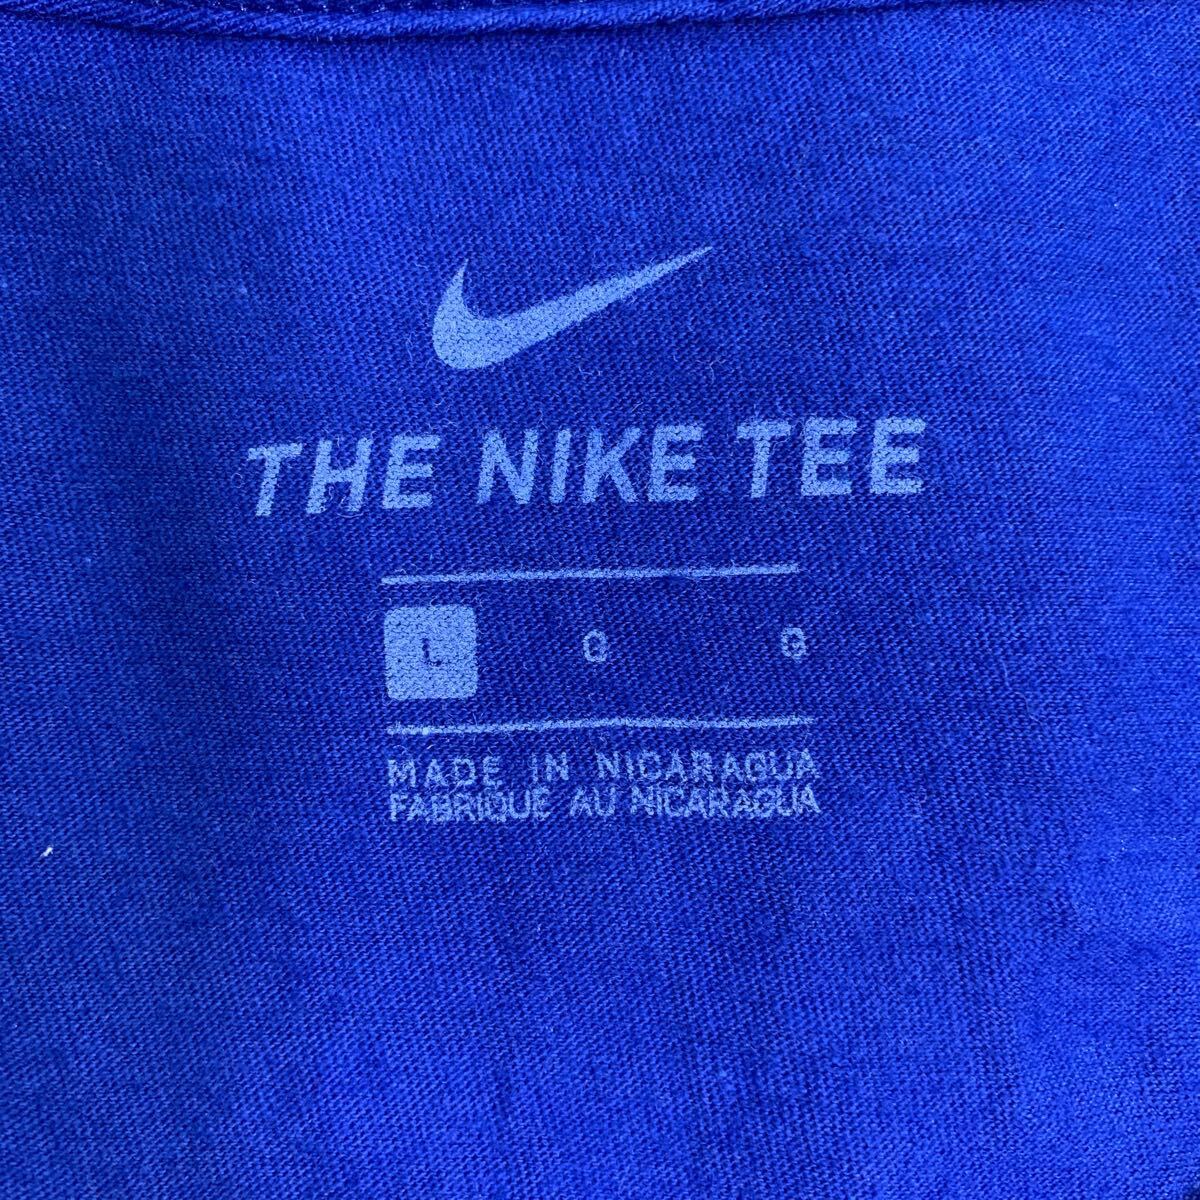 THE NIKE TEE
L G G
MADE IN NICARAGUA
FABRIQUE AU NICARAGUA